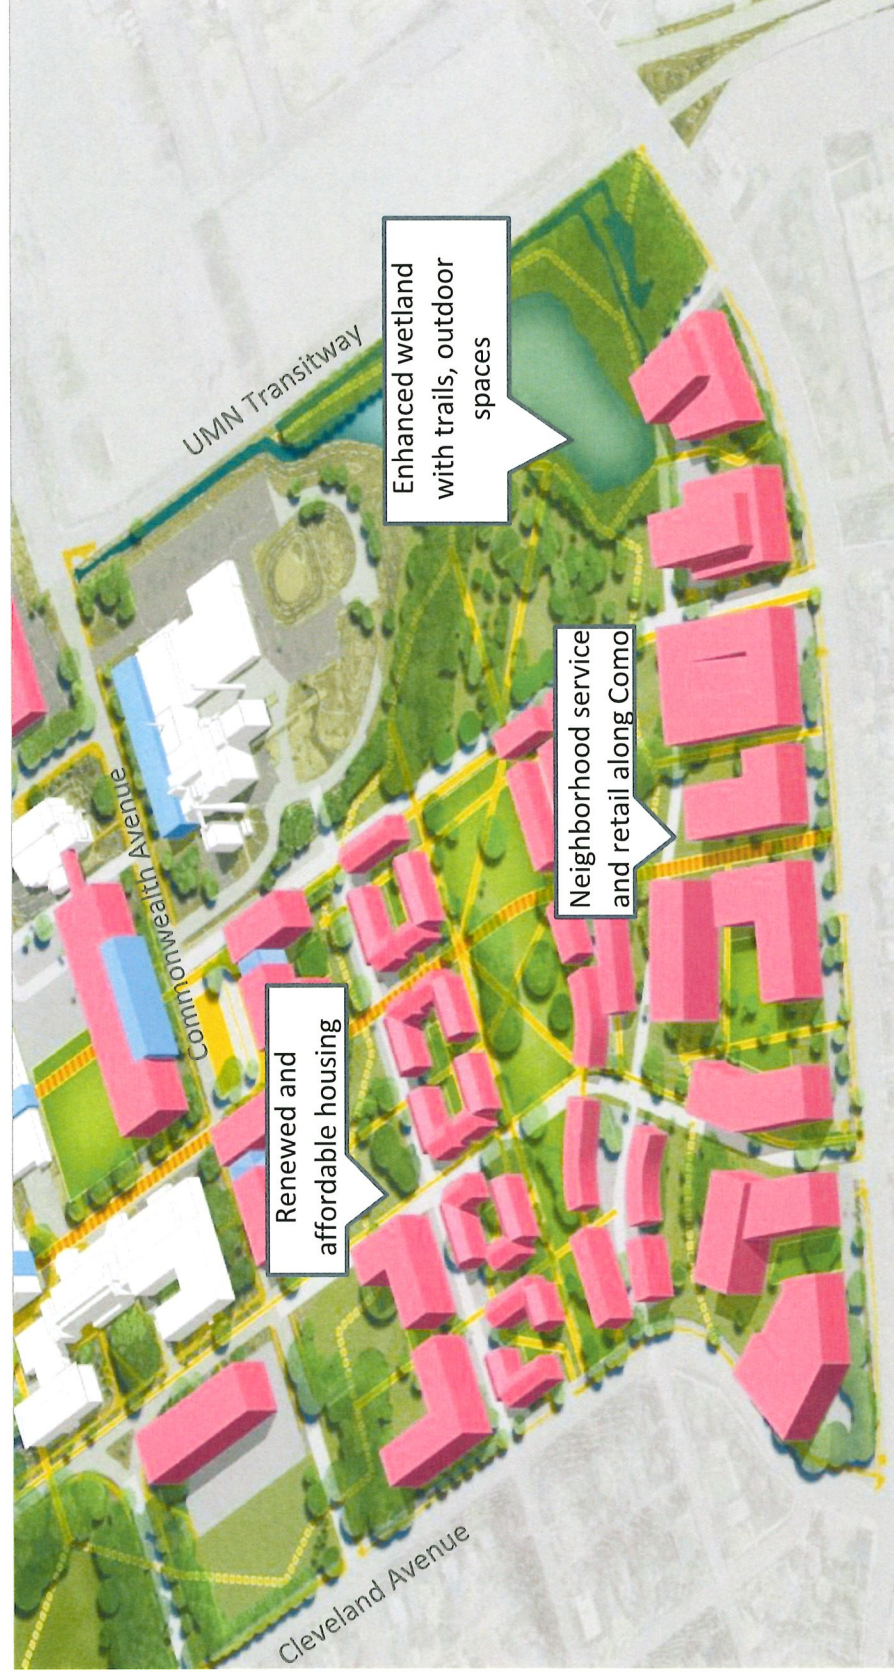 UMN Transitway
Enhanced wetland
with trails, outdoor
spaces
Commonwealth Avenue
Neighborhood service
and retail along Como
Renewed and
affordable housing
Cleveland Avenue